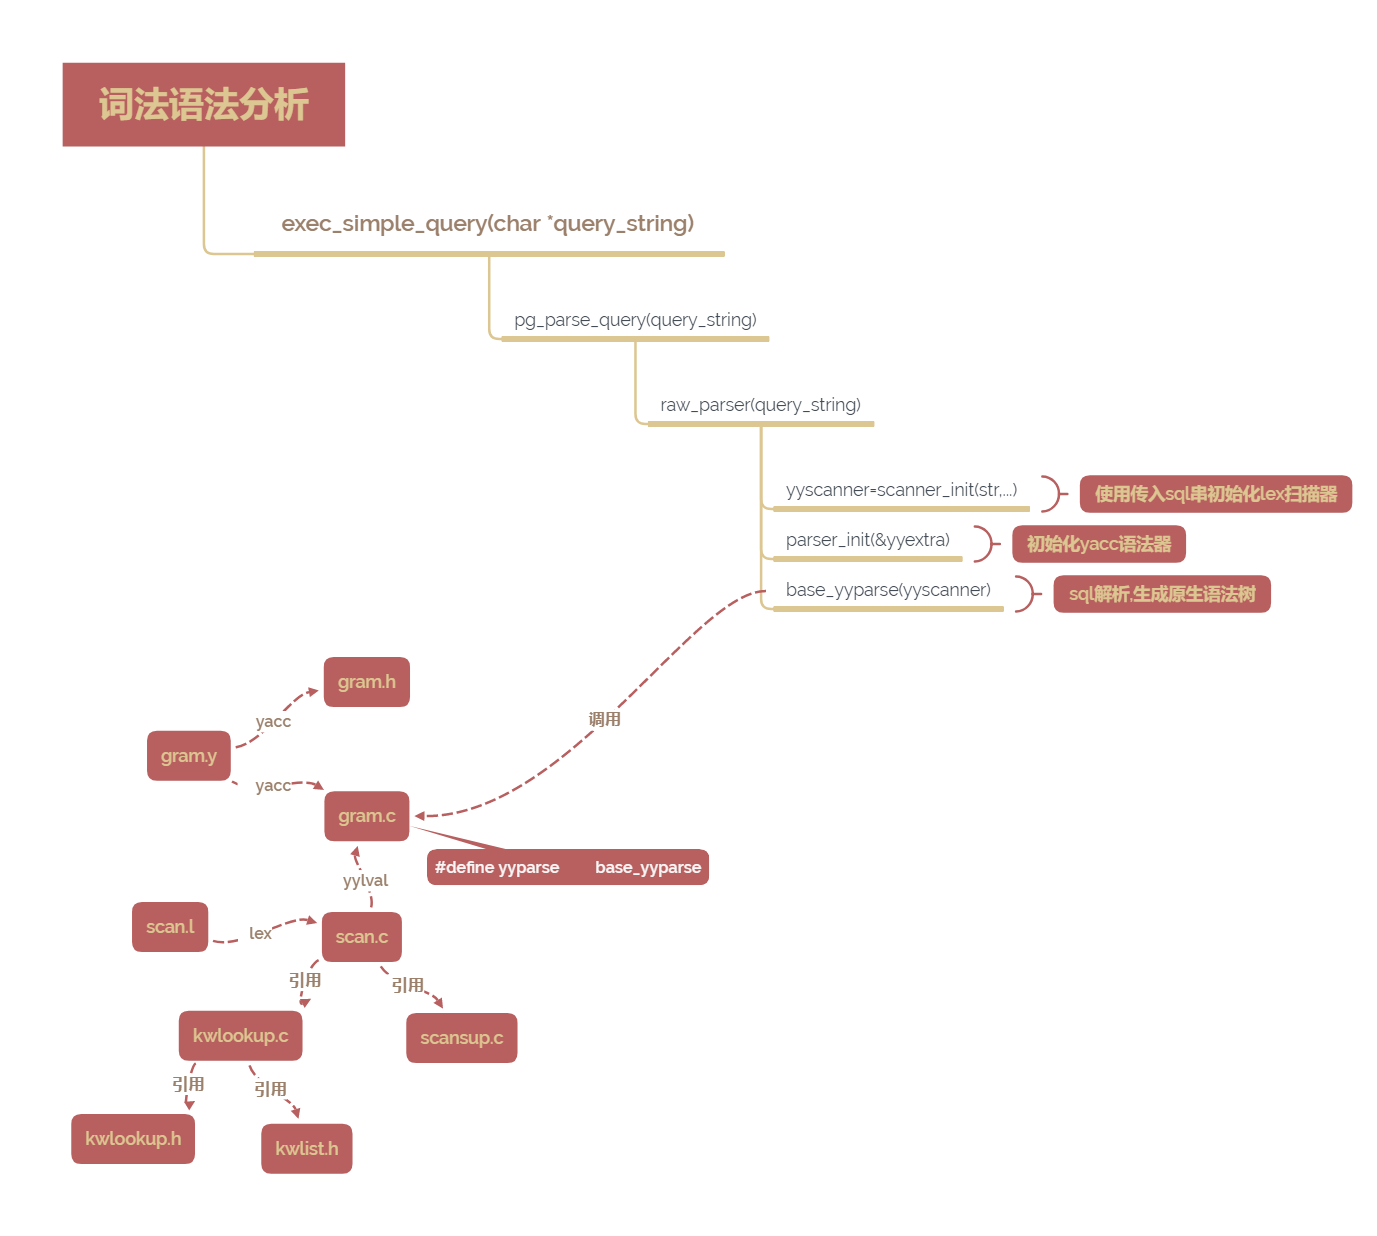 词法语法分析
exec_simple_query(char *query_string)
pg_parse_query(query_string)
raw_parser(query_string)
yyscanner=scanner_init(str,...)
使用传入sql串初始化lex扫描器
parser_init(&yyextra)
初始化yacc语法器
base_yyparse(yyscanner)
sql解析,生成原生语法树
gram.h
yacc
调用
gram.y
yacc
gram.c
#define yyparse base_yyparse
yylval
scan.l
lex
scan.c
引用
引用
kwlookup.c
scansup.c
引用
引用
kwlookup.h
kwlist.h